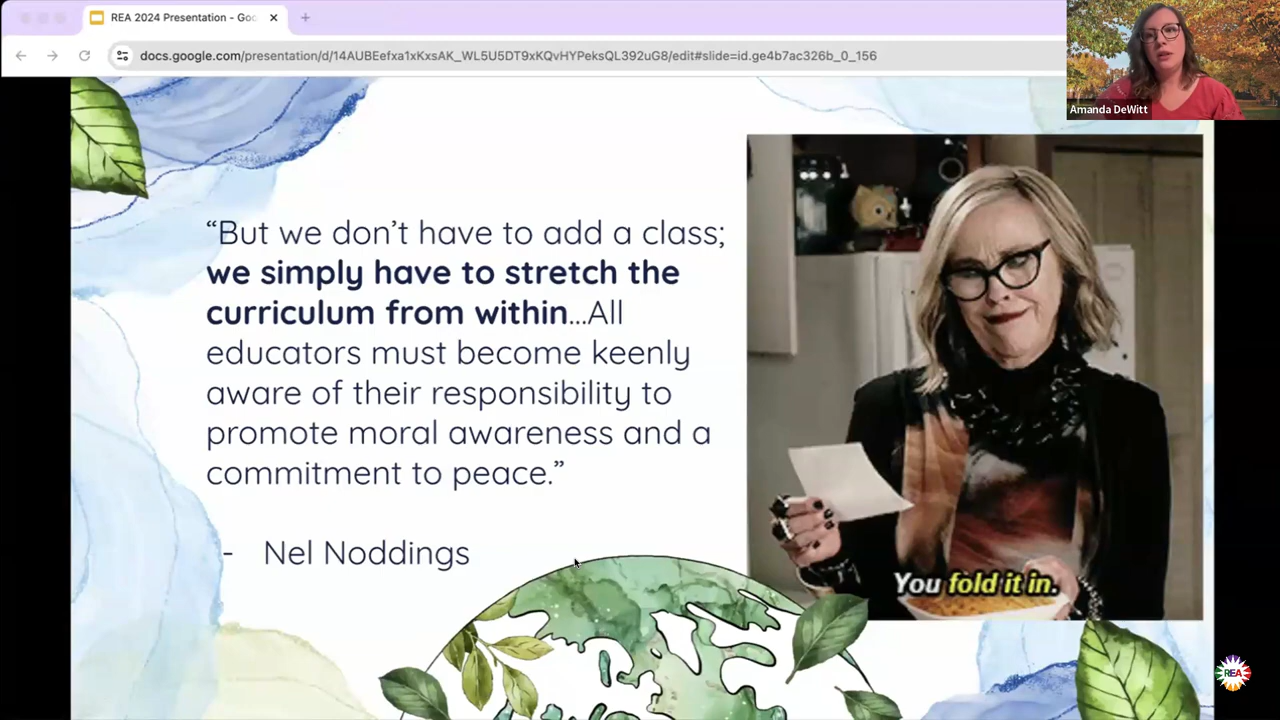 REA 2024 Presentation - Goo
docs.google.com/presentation/d/14AUBEefxa1xKxsAK_WL5U5DT9xKQvHYPeksQL392uG8/edit#slide=id.ge4b7ac326b_0_156
Amanda DeWitt
“But we don’t have to add a class;
we simply have to stretch the
curriculum from within...All
educators must become keenly
aware of their responsibility to
promote moral awareness and a
commitment to peace.”
- Nel Noddings
You fold it in.
REA